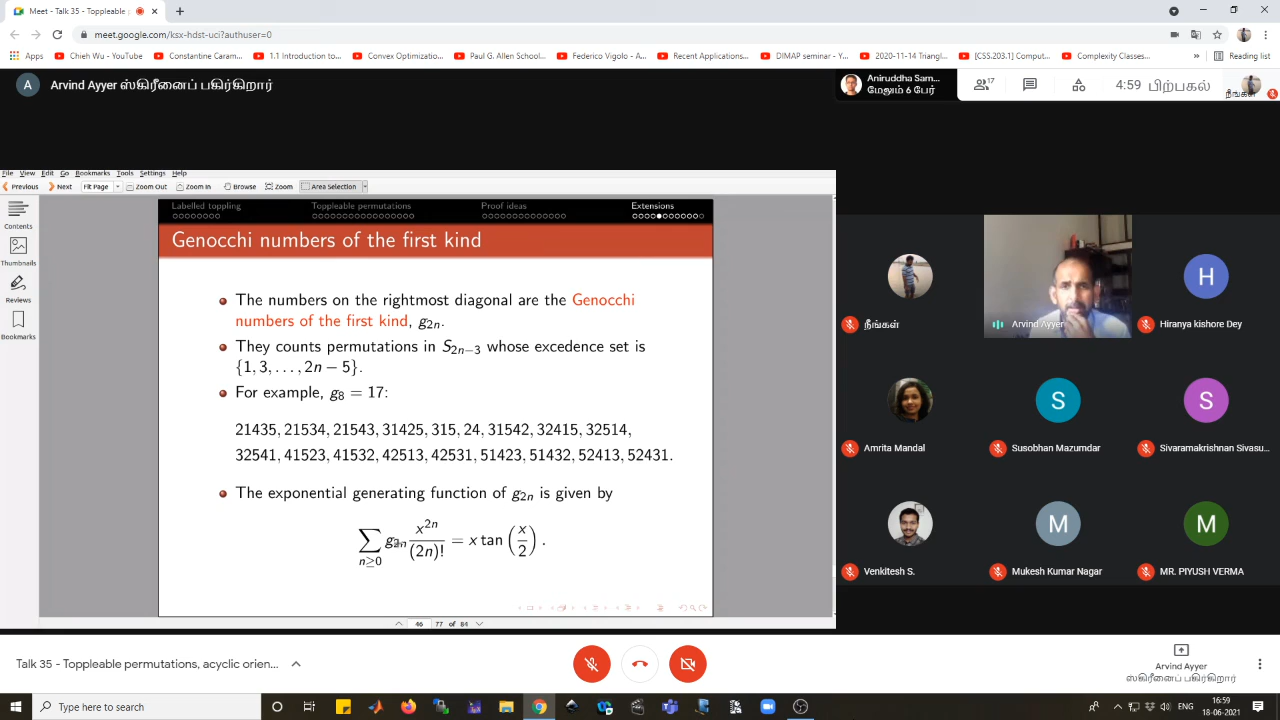 Meet - Talk 35 - Toppleable
meet.google.com/ksx-hdst-uci?authuser=0
Apps Chieh Wu - YouTube Constantine Caram... 1.1 Introduction to... Convex Optimizatio... Paul G. Allen School... Federico Vigolo - A... Recent Applications... DIMAP seminar - Y... 2020-11-14 Triangl... [CSS.203.1] Comput... Complexity Classes... » Reading list
A Arvind Ayyer ஸ்கிரீனைப் பகிர்கிறார்
Aniruddha Sam...
மேலும் 6 பேர்
17
4:59 பிற்பகல்
நீங்கள்
File View Edit Go Bookmarks Tools Settings Help
Previous Next Fit Page Zoom Out Zoom In Browse Zoom Area Selection
Contents
Thumbnails
Reviews
Bookmarks
Labelled toppling Toppleable permutations Proof ideas Extensions
Genocchi numbers of the first kind
The numbers on the rightmost diagonal are the Genocchi
numbers of the first kind, g₂ₙ.
They counts permutations in S₂ₙ₋₃ whose excedence set is
{1, 3, . . . , 2n − 5}.
For example, g₈ = 17:
21435, 21534, 21543, 31425, 315, 24, 31542, 32415, 32514,
32541, 41523, 41532, 42513, 42531, 51423, 51432, 52413, 52431.
The exponential generating function of g₂ₙ is given by
∑_{n≥0} g₂ₙ x^{2n}/(2n)! = x tan (x/2).
46 77 of 84
நீங்கள்
Arvind Ayyer
H
Hiranya kishore Dey
Amrita Mandal
S
Susobhan Mazumdar
S
Sivaramakrishnan Sivasu...
Venkitesh S.
M
Mukesh Kumar Nagar
M
MR. PIYUSH VERMA
Talk 35 - Toppleable permutations, acyclic orien...
Arvind Ayyer
ஸ்கிரீனைப் பகிர்கிறார்
Type here to search
ENG
16:59
18-06-2021